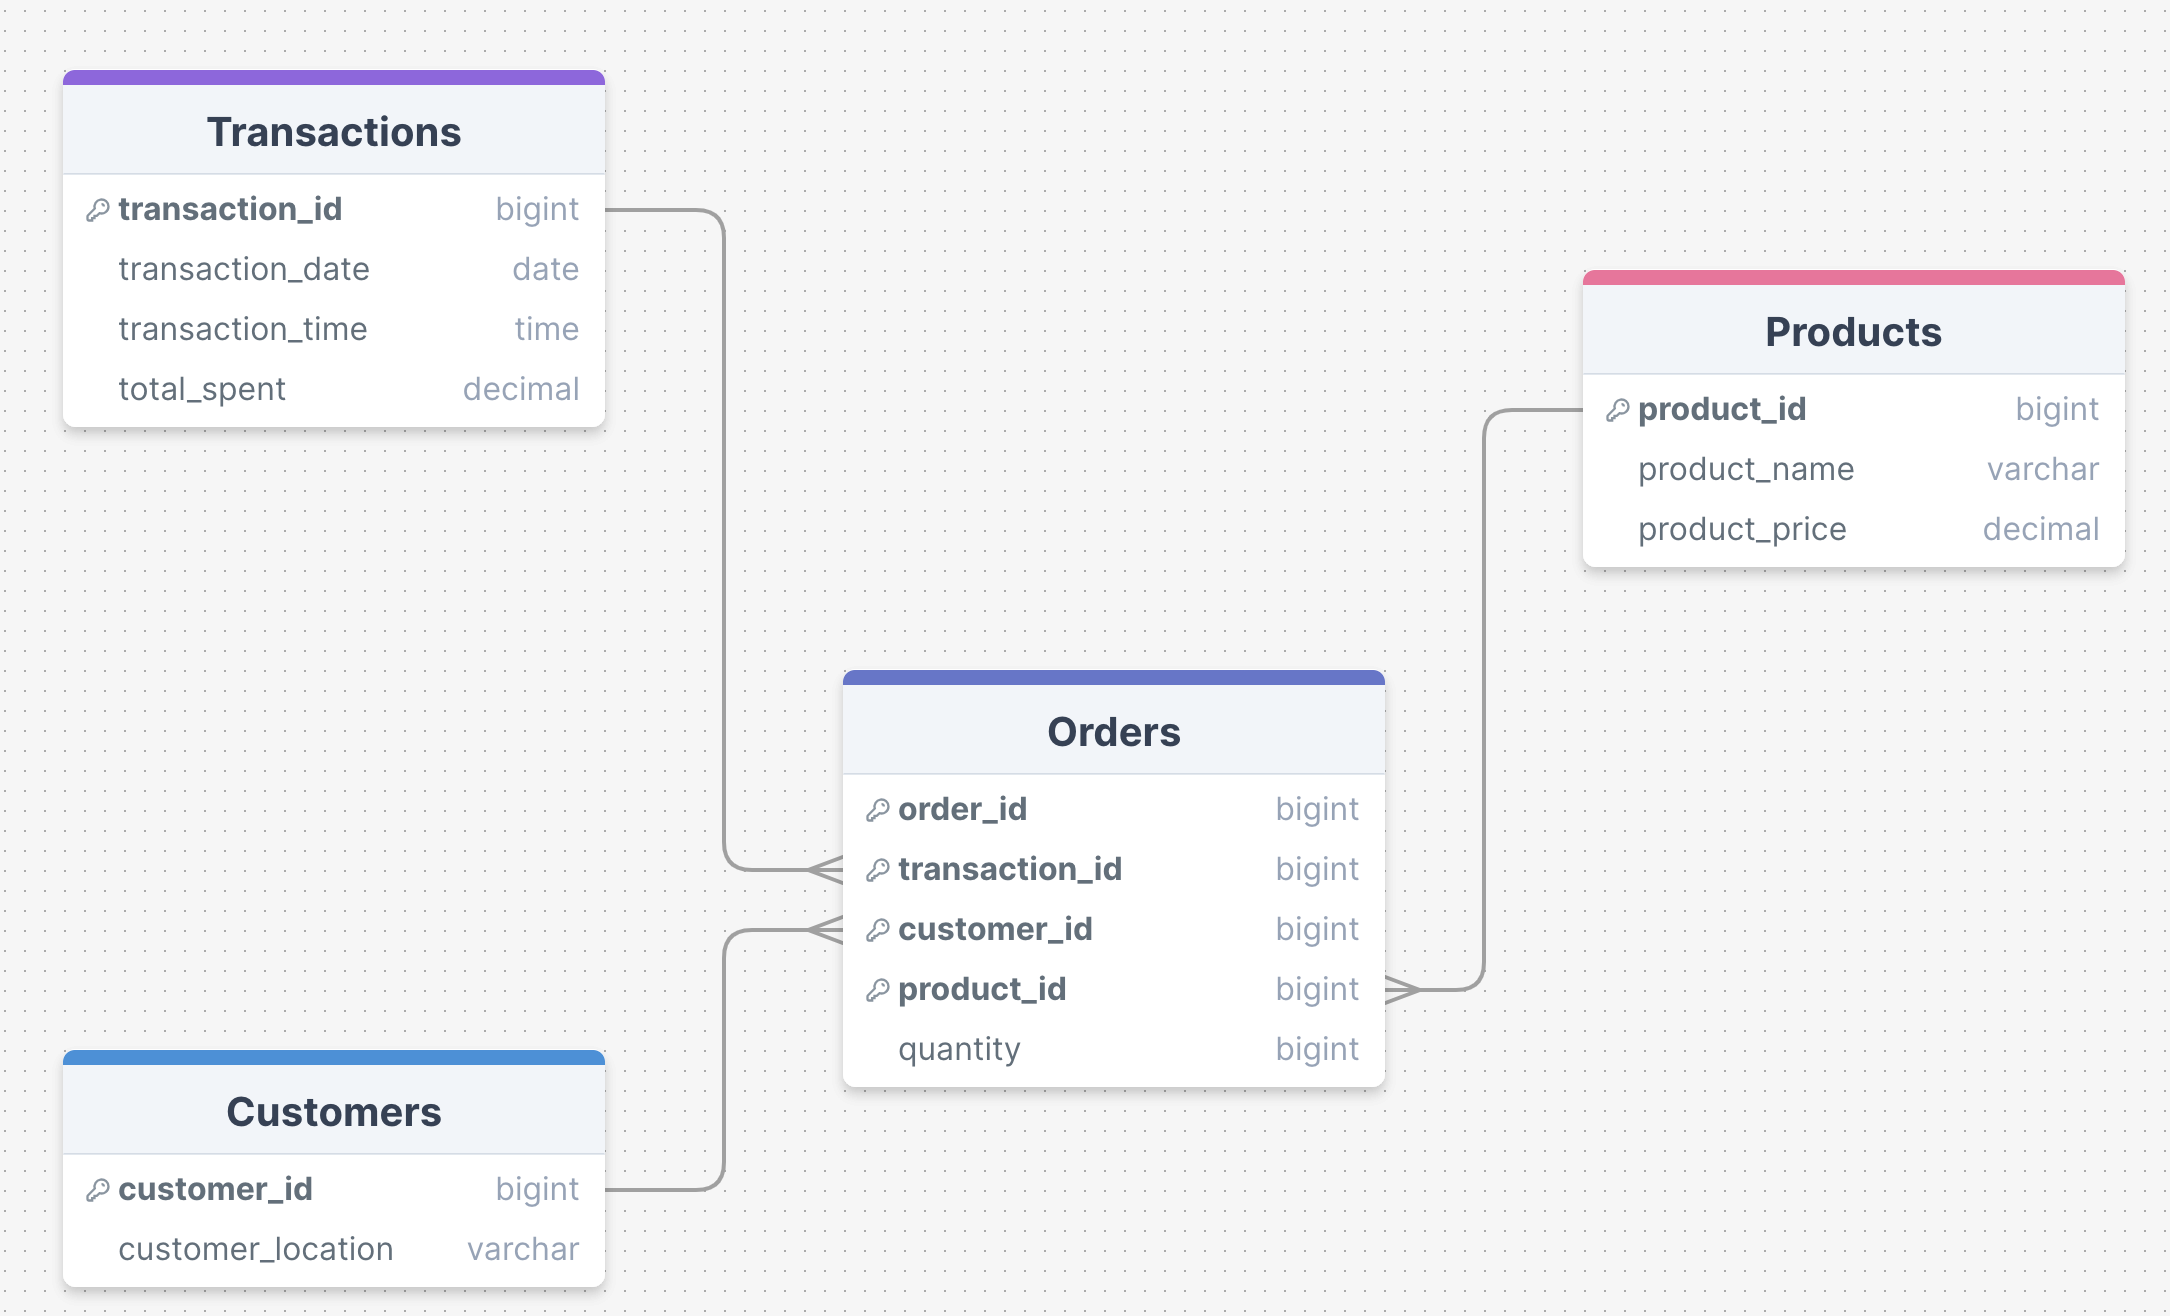 Transactions
transaction_id bigint
transaction_date date
transaction_time time
total_spent decimal
Products
product_id bigint
product_name varchar
product_price decimal
Orders
order_id bigint
transaction_id bigint
customer_id bigint
product_id bigint
quantity bigint
Customers
customer_id bigint
customer_location varchar